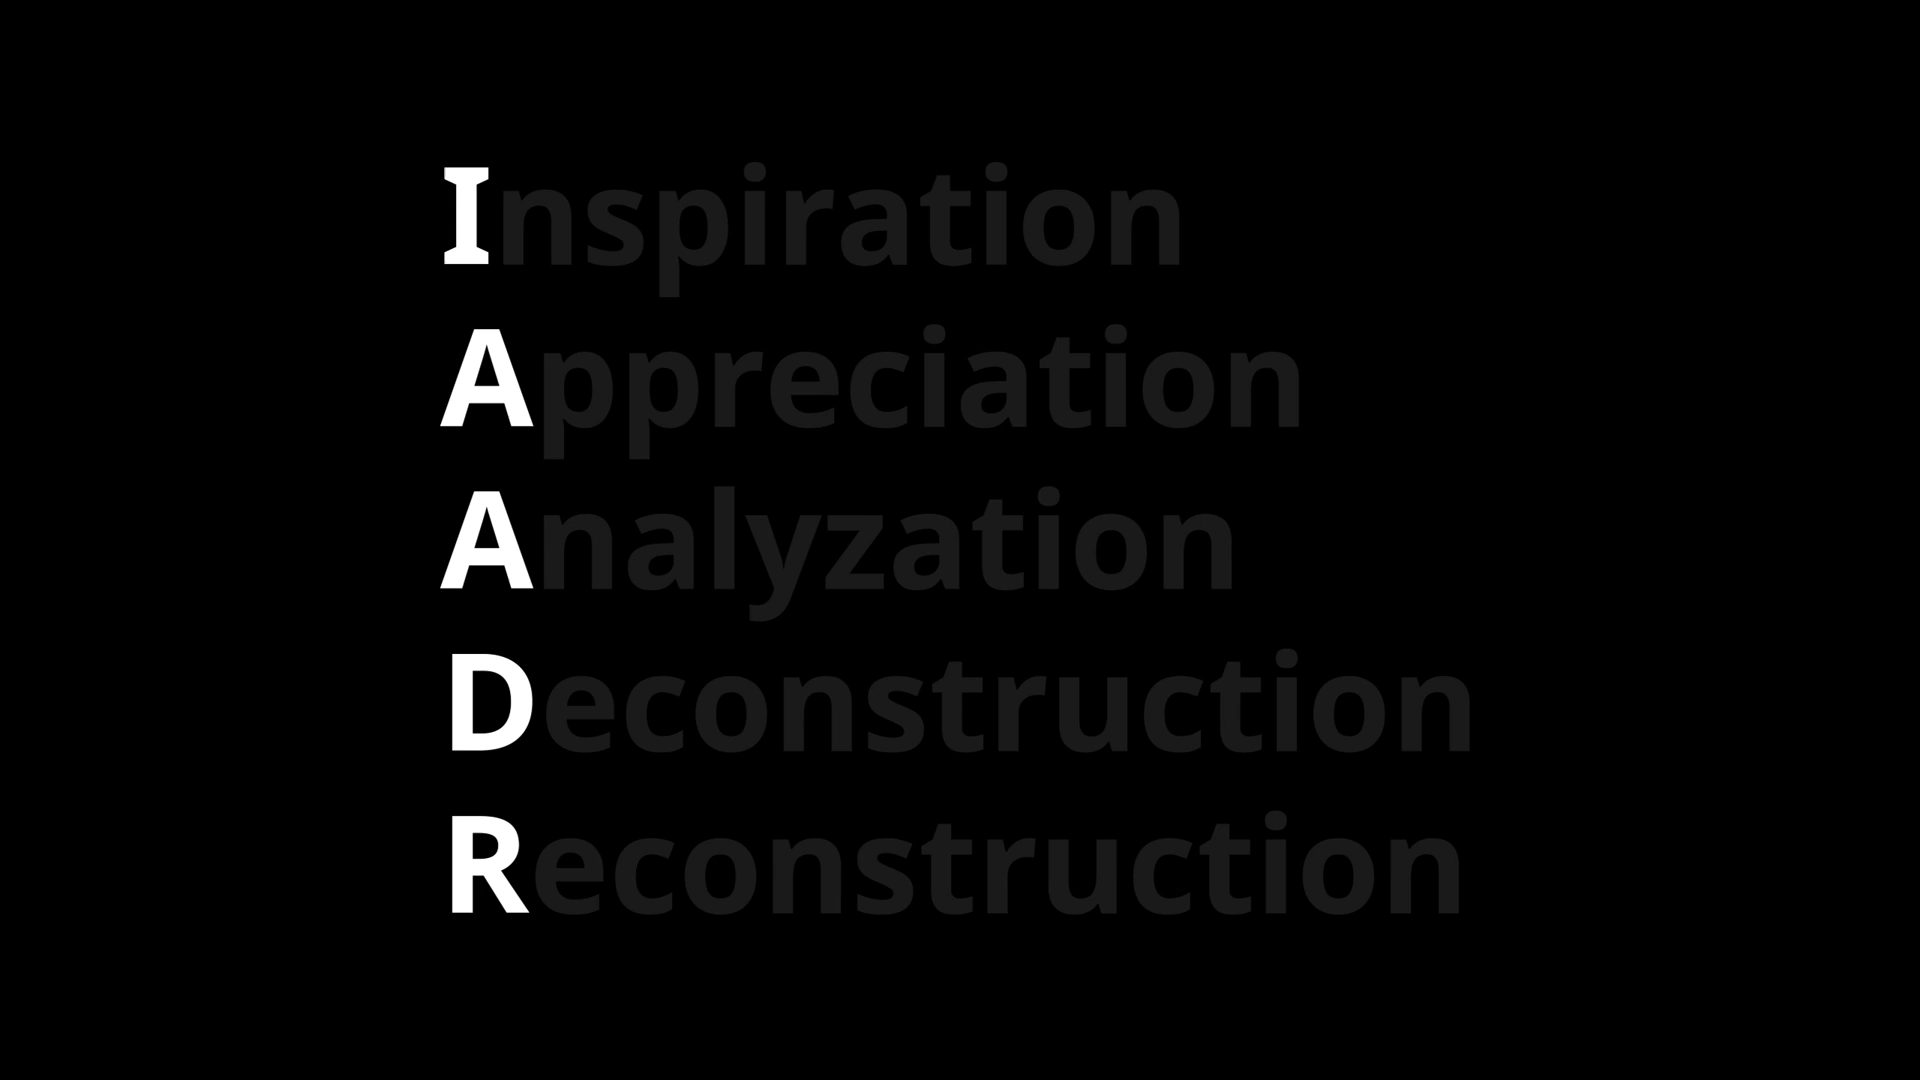 Inspiration
Appreciation
Analyzation
Deconstruction
Reconstruction